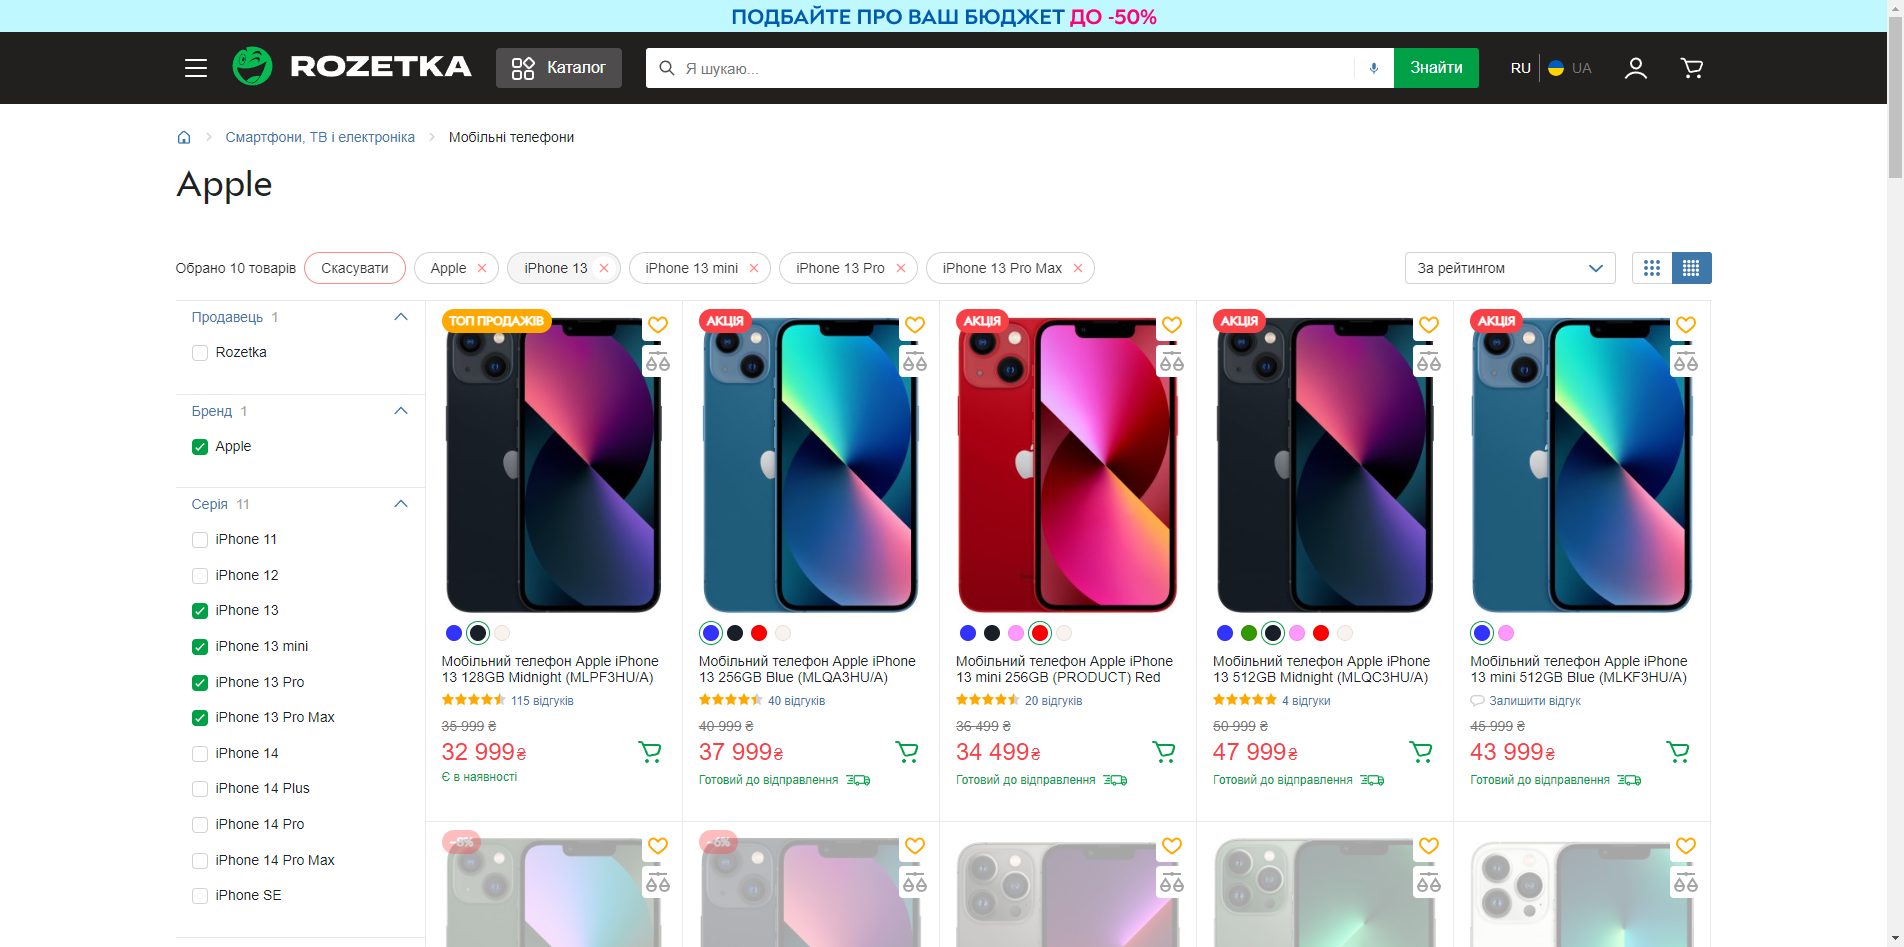 ПОДБАЙТЕ ПРО ВАШ БЮДЖЕТ ДО -50%
ROZETKA
Каталог
Я шукаю...
Знайти
RU
UA
Смартфони, ТВ і електроніка
Мобільні телефони
Apple
Обрано 10 товарів
Скасувати
Apple
iPhone 13
iPhone 13 mini
iPhone 13 Pro
iPhone 13 Pro Max
За рейтингом
Продавець 1
Rozetka
Бренд 1
Apple
Серія 11
iPhone 11
iPhone 12
iPhone 13
iPhone 13 mini
iPhone 13 Pro
iPhone 13 Pro Max
iPhone 14
iPhone 14 Plus
iPhone 14 Pro
iPhone 14 Pro Max
iPhone SE
ТОП ПРОДАЖІВ
Мобільний телефон Apple iPhone
13 128GB Midnight (MLPF3HU/A)
115 відгуків
35 999 ₴
32 999₴
Є в наявності
АКЦІЯ
Мобільний телефон Apple iPhone
13 256GB Blue (MLQA3HU/A)
40 відгуків
40 999 ₴
37 999₴
Готовий до відправлення
АКЦІЯ
Мобільний телефон Apple iPhone
13 mini 256GB (PRODUCT) Red
20 відгуків
36 499 ₴
34 499₴
Готовий до відправлення
АКЦІЯ
Мобільний телефон Apple iPhone
13 512GB Midnight (MLQC3HU/A)
4 відгуки
50 999 ₴
47 999₴
Готовий до відправлення
АКЦІЯ
Мобільний телефон Apple iPhone
13 mini 512GB Blue (MLKF3HU/A)
Залишити відгук
45 999 ₴
43 999₴
Готовий до відправлення
-8%
-6%